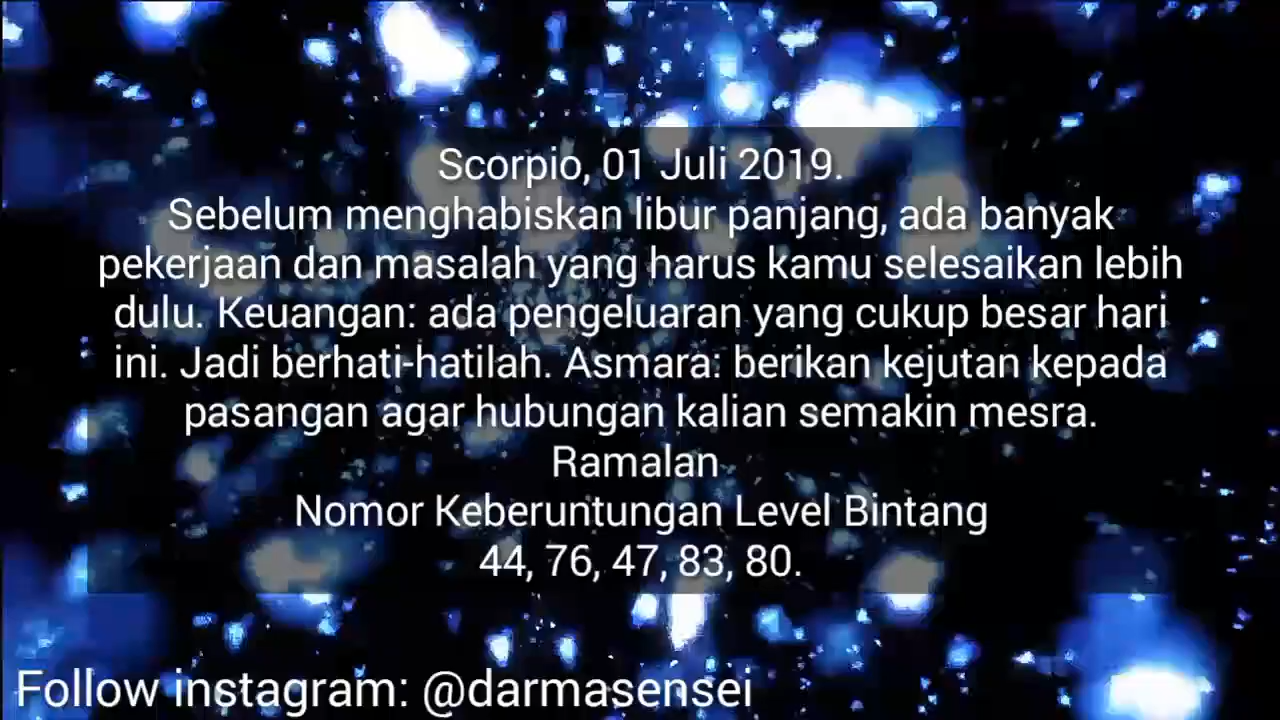 Scorpio, 01 Juli 2019.
Sebelum menghabiskan libur panjang, ada banyak
pekerjaan dan masalah yang harus kamu selesaikan lebih
dulu. Keuangan: ada pengeluaran yang cukup besar hari
ini. Jadi berhati-hatilah. Asmara: berikan kejutan kepada
pasangan agar hubungan kalian semakin mesra.
Ramalan
Nomor Keberuntungan Level Bintang
44, 76, 47, 83, 80.
Follow instagram: @darmasensei